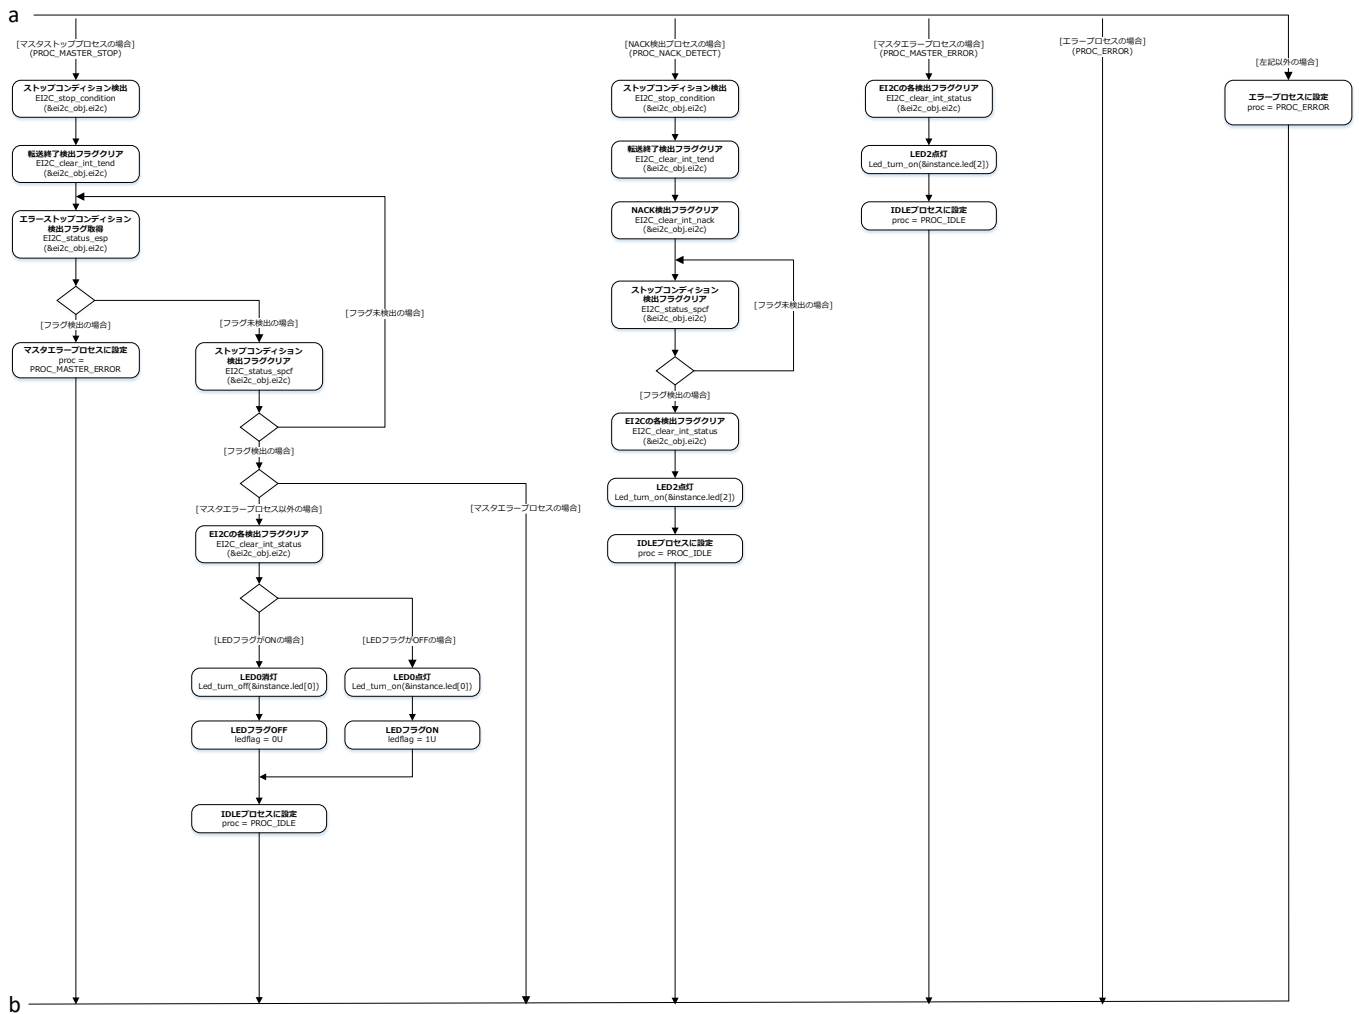 a
[マスタストッププロセスの場合]
(PROC_MASTER_STOP)
ストップコンディション検出
EI2C_stop_condition
(&ei2c_obj.ei2c)
転送終了検出フラグクリア
EI2C_clear_int_tend
(&ei2c_obj.ei2c)
エラーストップコンディション
検出フラグ取得
EI2C_status_esp
(&ei2c_obj.ei2c)
[フラグ検出の場合]
マスタエラープロセスに設定
proc =
PROC_MASTER_ERROR
[フラグ未検出の場合]
ストップコンディション
検出フラグクリア
EI2C_status_spcf
(&ei2c_obj.ei2c)
[フラグ未検出の場合]
[フラグ検出の場合]
[マスタエラープロセス以外の場合]
[マスタエラープロセスの場合]
EI2Cの各検出フラグクリア
EI2C_clear_int_status
(&ei2c_obj.ei2c)
[LEDフラグがONの場合]
[LEDフラグがOFFの場合]
LED0消灯
Led_turn_off(&instance.led[0])
LED0点灯
Led_turn_on(&instance.led[0])
LEDフラグOFF
ledflag = 0U
LEDフラグON
ledflag = 1U
IDLEプロセスに設定
proc = PROC_IDLE
[NACK検出プロセスの場合]
(PROC_NACK_DETECT)
ストップコンディション検出
EI2C_stop_condition
(&ei2c_obj.ei2c)
転送終了検出フラグクリア
EI2C_clear_int_tend
(&ei2c_obj.ei2c)
NACK検出フラグクリア
EI2C_clear_int_nack
(&ei2c_obj.ei2c)
ストップコンディション
検出フラグクリア
EI2C_status_spcf
(&ei2c_obj.ei2c)
[フラグ未検出の場合]
[フラグ検出の場合]
EI2Cの各検出フラグクリア
EI2C_clear_int_status
(&ei2c_obj.ei2c)
LED2点灯
Led_turn_on(&instance.led[2])
IDLEプロセスに設定
proc = PROC_IDLE
[マスタエラープロセスの場合]
(PROC_MASTER_ERROR)
EI2Cの各検出フラグクリア
EI2C_clear_int_status
(&ei2c_obj.ei2c)
LED2点灯
Led_turn_on(&instance.led[2])
IDLEプロセスに設定
proc = PROC_IDLE
[エラープロセスの場合]
(PROC_ERROR)
[左記以外の場合]
エラープロセスに設定
proc = PROC_ERROR
b